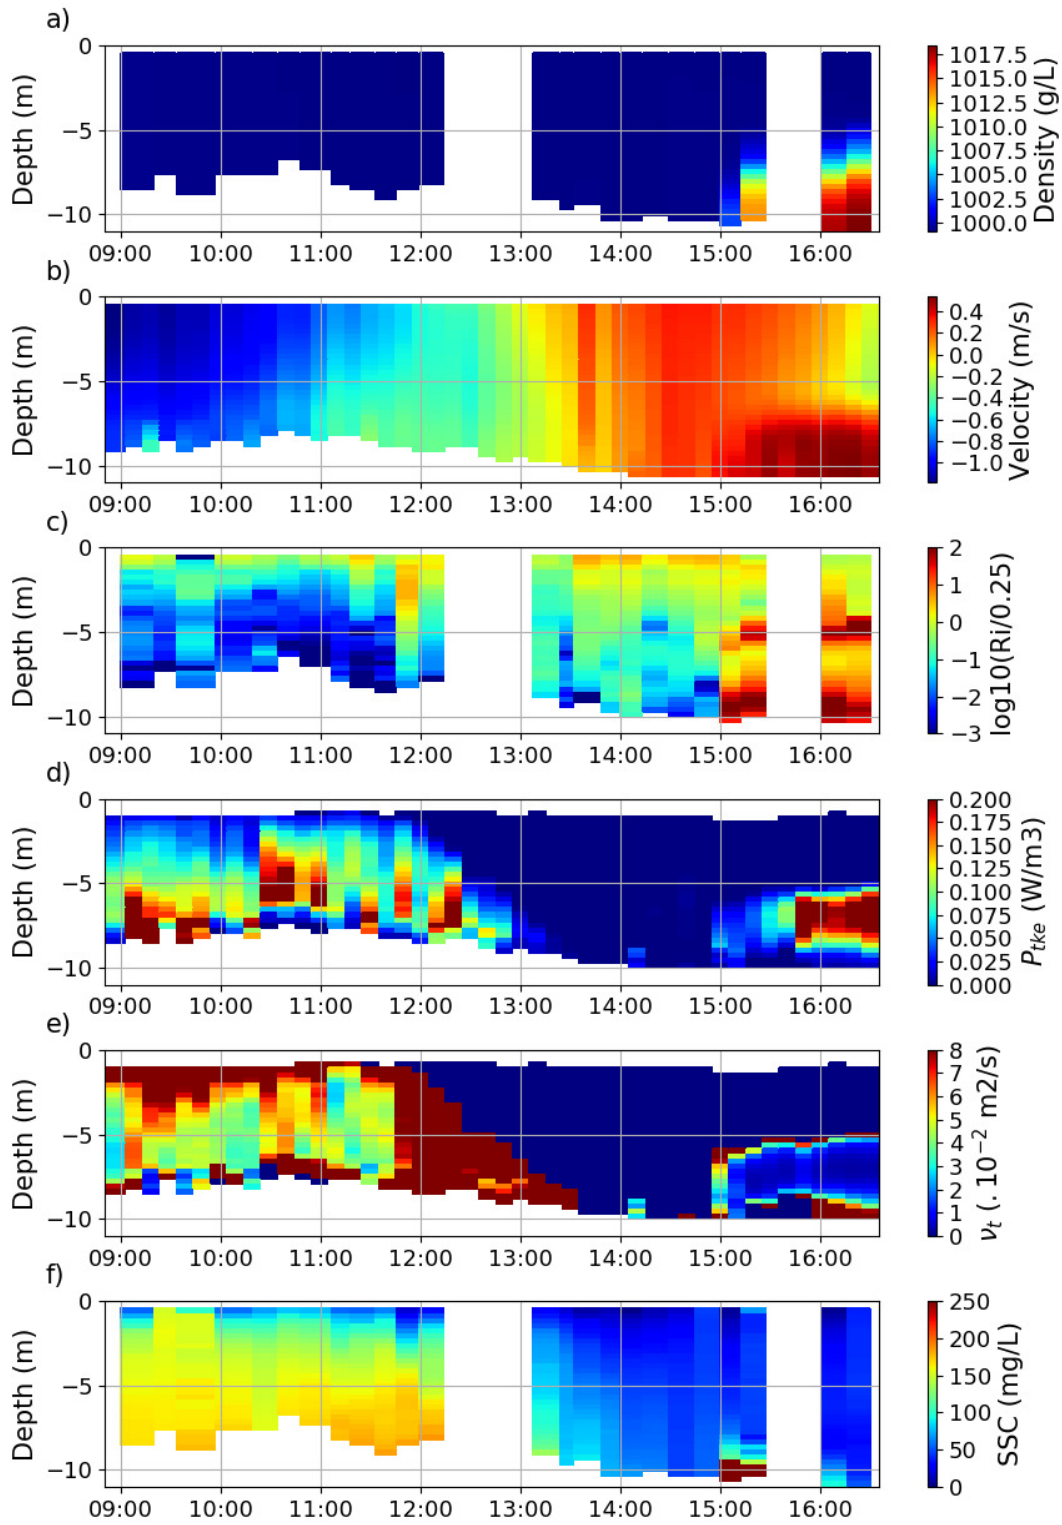 a)
0
−5
−10
Depth (m)
09:00 10:00 11:00 12:00 13:00 14:00 15:00 16:00
1017.5
1015.0
1012.5
1010.0
1007.5
1005.0
1002.5
1000.0
Density (g/L)
b)
0
−5
−10
Depth (m)
09:00 10:00 11:00 12:00 13:00 14:00 15:00 16:00
0.4
0.2
0.0
−0.2
−0.4
−0.6
−0.8
−1.0
Velocity (m/s)
c)
0
−5
−10
Depth (m)
09:00 10:00 11:00 12:00 13:00 14:00 15:00 16:00
2
1
0
−1
−2
−3
log10(Ri/0.25)
d)
0
−5
−10
Depth (m)
09:00 10:00 11:00 12:00 13:00 14:00 15:00 16:00
0.200
0.175
0.150
0.125
0.100
0.075
0.050
0.025
0.000
P_{tke} (W/m3)
e)
0
−5
−10
Depth (m)
09:00 10:00 11:00 12:00 13:00 14:00 15:00 16:00
8
7
6
5
4
3
2
1
0
ν_t (. 10^{−2} m2/s)
f)
0
−5
−10
Depth (m)
09:00 10:00 11:00 12:00 13:00 14:00 15:00 16:00
250
200
150
100
50
0
SSC (mg/L)